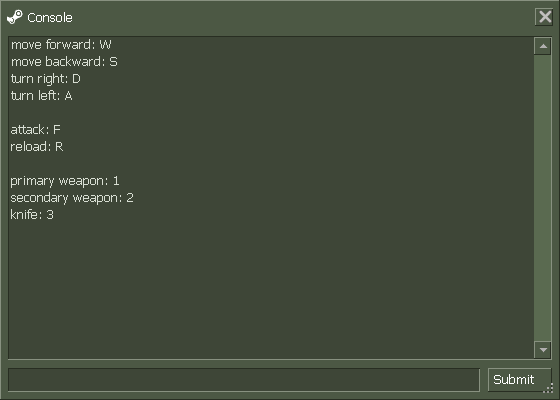 Console
move forward: W
move backward: S
turn right: D
turn left: A
attack: F
reload: R
primary weapon: 1
secondary weapon: 2
knife: 3
Submit